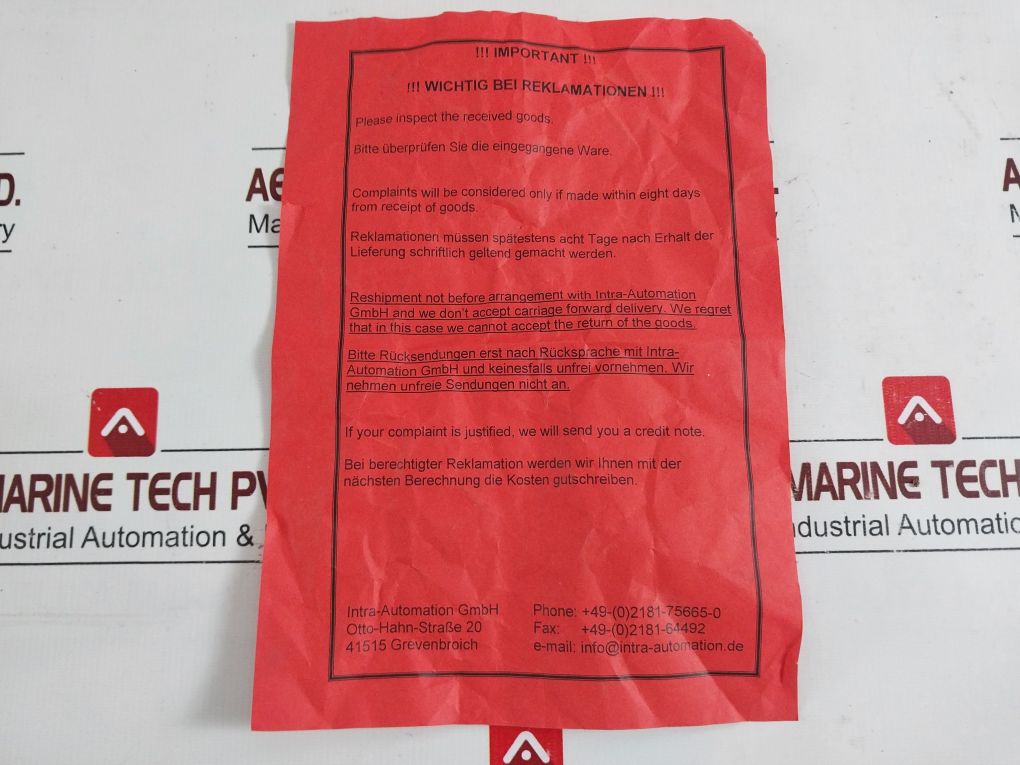 !!! IMPORTANT !!!
!!! WICHTIG BEI REKLAMATIONEN !!!
Please inspect the received goods.
Bitte überprüfen Sie die eingegangene Ware.
Complaints will be considered only if made within eight days
from receipt of goods.
Reklamationen müssen spätestens acht Tage nach Erhalt der
Lieferung schriftlich geltend gemacht werden.
Reshipment not before arrangement with Intra-Automation
GmbH and we don't accept carriage forward delivery. We regret
that in this case we cannot accept the return of the goods.
Bitte Rücksendungen erst nach Rücksprache mit Intra-
Automation GmbH und keinesfalls unfrei vornehmen. Wir
nehmen unfreie Sendungen nicht an.
If your complaint is justified, we will send you a credit note.
Bei berechtigter Reklamation werden wir Ihnen mit der
nächsten Berechnung die Kosten gutschreiben.
Intra-Automation GmbH Phone: +49-(0)2181-75665-0
Otto-Hahn-Straße 20 Fax: +49-(0)2181-64492
41515 Grevenbroich e-mail: info@intra-automation.de
MARINE TECH PV
ustrial Automation &
MARINE TECH
ndustrial Automatio